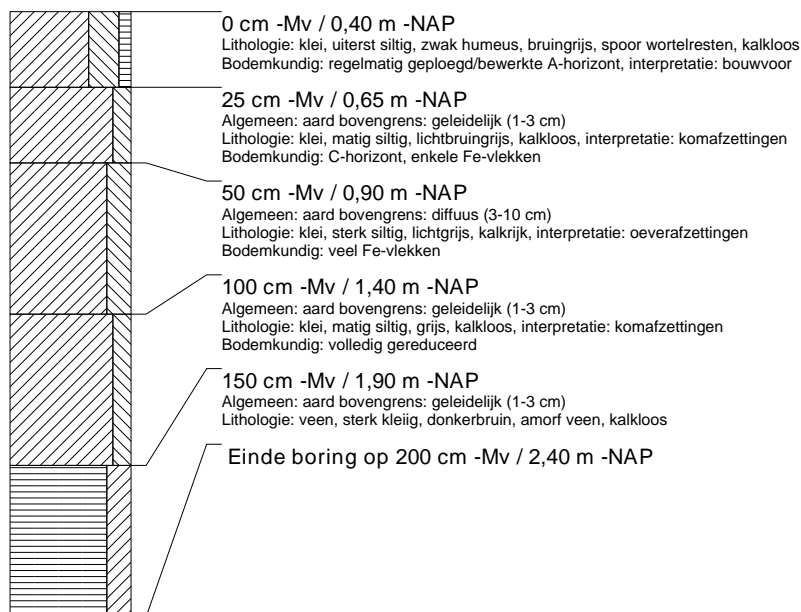 0 cm -Mv / 0,40 m -NAP
Lithologie: klei, uiterst siltig, zwak humeus, bruingrijs, spoor wortelresten, kalkloos
Bodemkundig: regelmatig geploegd/bewerkte A-horizont, interpretatie: bouwvoor
25 cm -Mv / 0,65 m -NAP
Algemeen: aard bovengrens: geleidelijk (1-3 cm)
Lithologie: klei, matig siltig, lichtbruingrijs, kalkloos, interpretatie: komafzettingen
Bodemkundig: C-horizont, enkele Fe-vlekken
50 cm -Mv / 0,90 m -NAP
Algemeen: aard bovengrens: diffuus (3-10 cm)
Lithologie: klei, sterk siltig, lichtgrijs, kalkrijk, interpretatie: oeverafzettingen
Bodemkundig: veel Fe-vlekken
100 cm -Mv / 1,40 m -NAP
Algemeen: aard bovengrens: geleidelijk (1-3 cm)
Lithologie: klei, matig siltig, grijs, kalkloos, interpretatie: komafzettingen
Bodemkundig: volledig gereduceerd
150 cm -Mv / 1,90 m -NAP
Algemeen: aard bovengrens: geleidelijk (1-3 cm)
Lithologie: veen, sterk kleiig, donkerbruin, amorf veen, kalkloos
Einde boring op 200 cm -Mv / 2,40 m -NAP